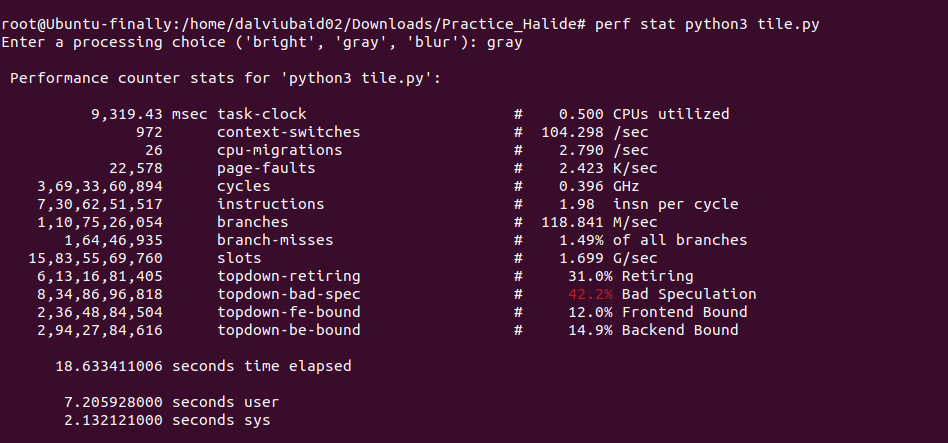 root@Ubuntu-finally:/home/dalviubaid02/Downloads/Practice_Halide# perf stat python3 tile.py
Enter a processing choice ('bright', 'gray', 'blur'): gray
Performance counter stats for 'python3 tile.py':
9,319.43 msec task-clock # 0.500 CPUs utilized
972 context-switches # 104.298 /sec
26 cpu-migrations # 2.790 /sec
22,578 page-faults # 2.423 K/sec
3,69,33,60,894 cycles # 0.396 GHz
7,30,62,51,517 instructions # 1.98 insn per cycle
1,10,75,26,054 branches # 118.841 M/sec
1,64,46,935 branch-misses # 1.49% of all branches
15,83,55,69,760 slots # 1.699 G/sec
6,13,16,81,405 topdown-retiring # 31.0% Retiring
8,34,86,96,818 topdown-bad-spec # 42.2% Bad Speculation
2,36,48,84,504 topdown-fe-bound # 12.0% Frontend Bound
2,94,27,84,616 topdown-be-bound # 14.9% Backend Bound
18.633411006 seconds time elapsed
7.205928000 seconds user
2.132121000 seconds sys